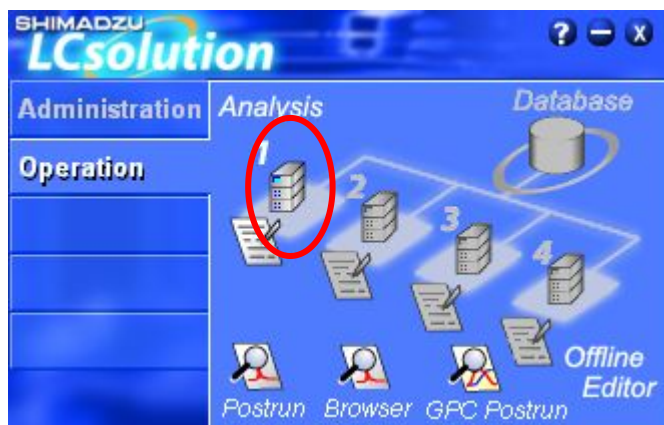 SHIMADZU
LCsolution
? – X
Administration
Operation
Analysis
Database
1
2
3
4
Offline
Editor
Postrun Browser GPC Postrun